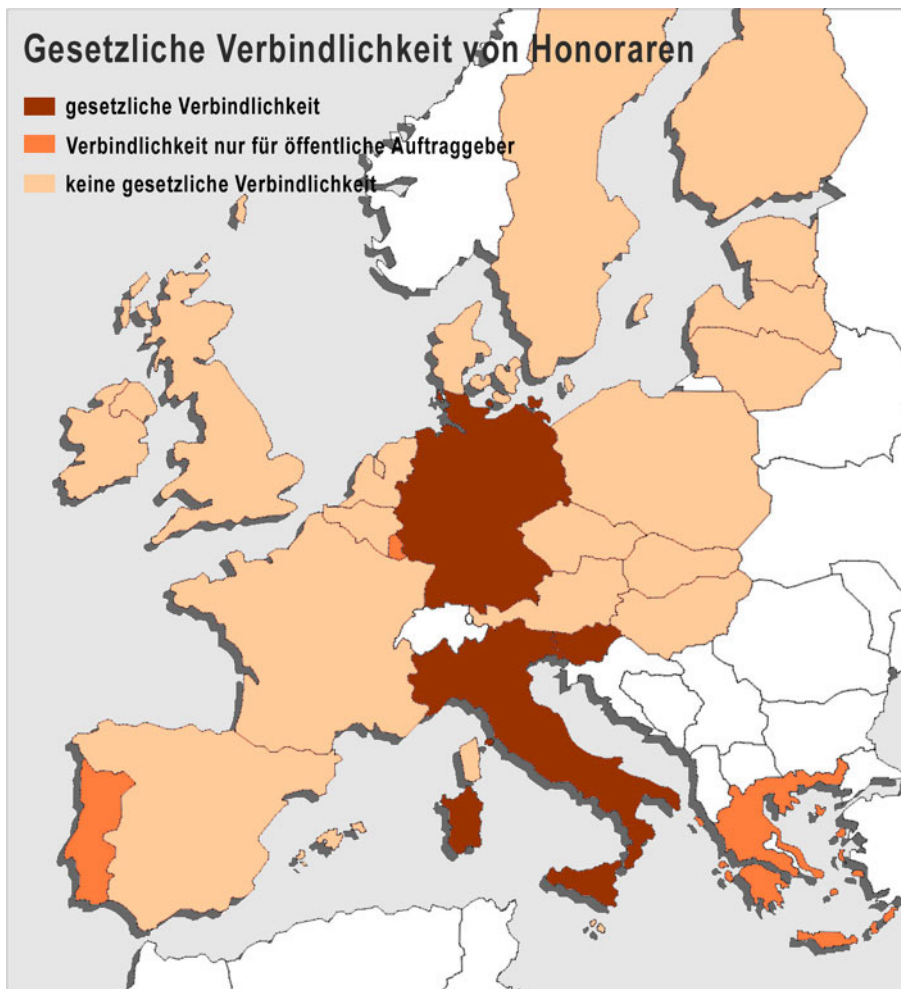 Gesetzliche Verbindlichkeit von Honoraren
gesetzliche Verbindlichkeit
Verbindlichkeit nur für öffentliche Auftraggeber
keine gesetzliche Verbindlichkeit